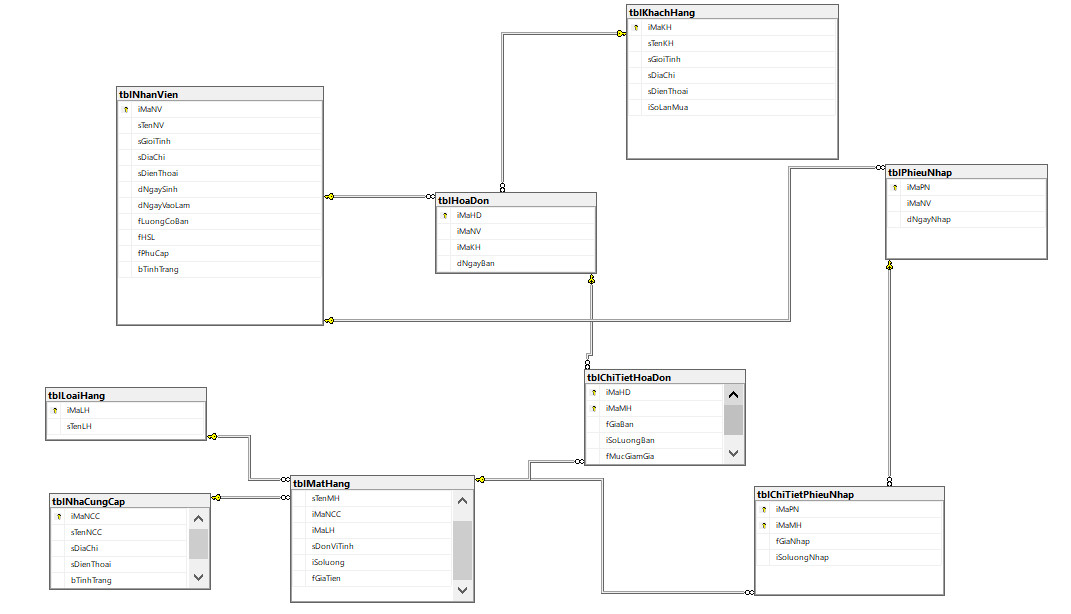 tblKhachHang
iMaKH
sTenKH
sGioiTinh
sDiaChi
sDienThoai
iSoLanMua
tblNhanVien
iMaNV
sTenNV
sGioiTinh
sDiaChi
sDienThoai
dNgaySinh
dNgayVaoLam
fLuongCoBan
fHSL
fPhuCap
bTinhTrang
tblHoaDon
iMaHD
iMaNV
iMaKH
dNgayBan
tblPhieuNhap
iMaPN
iMaNV
dNgayNhap
tblChiTietHoaDon
iMaHD
iMaMH
fGiaBan
iSoLuongBan
fMucGiamGia
tblLoaiHang
iMaLH
sTenLH
tblNhaCungCap
iMaNCC
sTenNCC
sDiaChi
sDienThoai
bTinhTrang
tblMatHang
sTenMH
iMaNCC
iMaLH
sDonViTinh
iSoluong
fGiaTien
tblChiTietPhieuNhap
iMaPN
iMaMH
fGiaNhap
iSoluongNhap